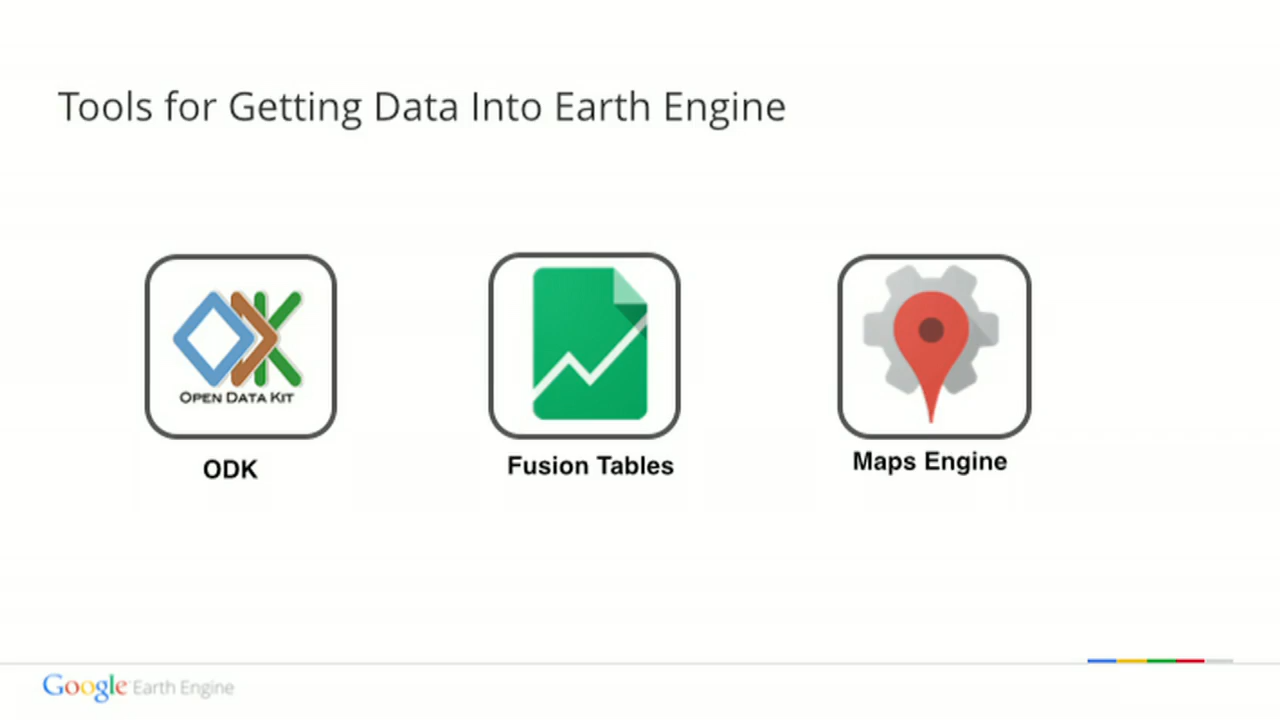 Tools for Getting Data Into Earth Engine
OPEN DATA KIT
ODK
Fusion Tables
Maps Engine
Google Earth Engine